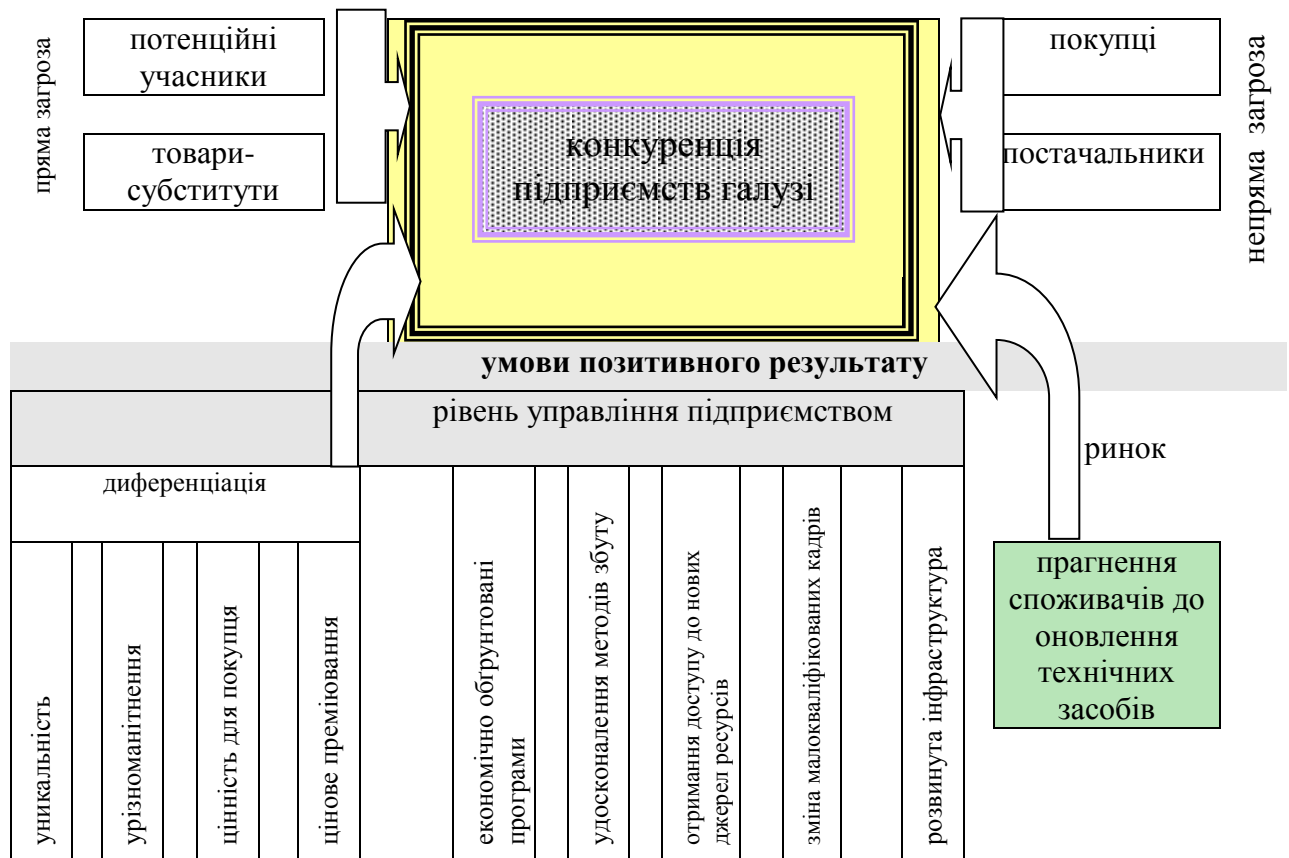 пряма загроза
потенційні
учасники
товари-
субститути
конкуренція
підприємств галузі
покупці
постачальники
непряма загроза
умови позитивного результату
рівень управління підприємством
ринок
диференціація
уникальність
урізноманітнення
цінність для покупця
цінове преміювання
економічно обґрунтовані
програми
удосконалення методів збуту
отримання доступу до нових
джерел ресурсів
зміна малокваліфікованих кадрів
розвинута інфраструктура
прагнення
споживачів до
оновлення
технічних
засобів